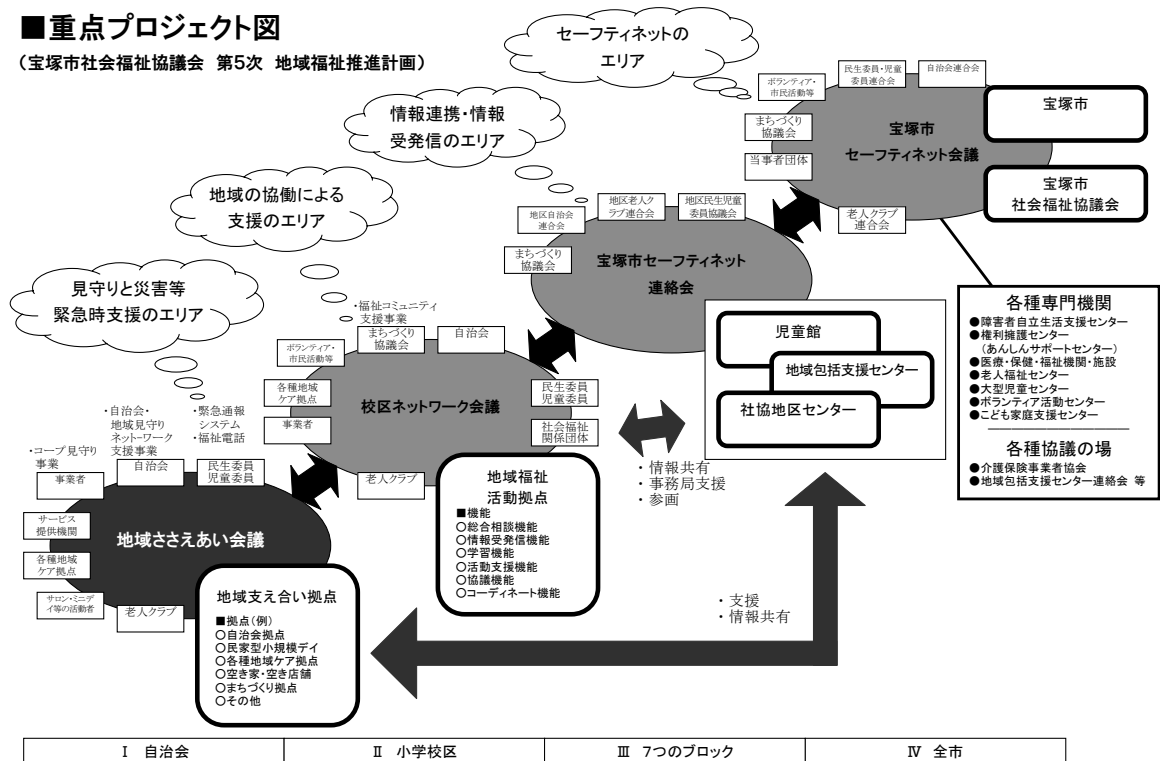 ■重点プロジェクト図
（宝塚市社会福祉協議会　第5次　地域福祉推進計画）
セーフティネットの
エリア
情報連携・情報
受発信のエリア
地域の協働による
支援のエリア
見守りと災害等
緊急時支援のエリア
ボランティア・
市民活動等
民生委員・児童
委員連合会
自治会連合会
まちづくり
協議会
当事者団体
老人クラブ
連合会
宝塚市
セーフティネット会議
宝塚市
宝塚市
社会福祉協議会
地区自治会
連合会
地区老人ク
ラブ連合会
地区民生児童
委員協議会
まちづくり
協議会
宝塚市セーフティネット
連絡会
児童館
地域包括支援センター
社協地区センター
各種専門機関
●障害者自立生活支援センター
●権利擁護センター
（あんしんサポートセンター）
●医療・保健・福祉機関・施設
●老人福祉センター
●大型児童センター
●ボランティア活動センター
●こども家庭支援センター
各種協議の場
●介護保険事業者協会
●地域包括支援センター連絡会 等
・福祉コミュニティ
支援事業
ボランティア・
市民活動等
まちづくり
協議会
自治会
各種地域
ケア拠点
事業者
民生委員
児童委員
社会福祉
関係団体
老人クラブ
校区ネットワーク会議
・情報共有
・事務局支援
・参画
地域福祉
活動拠点
■機能
○総合相談機能
○情報受発信機能
○学習機能
○活動支援機能
○協議機能
○コーディネート機能
・コープ見守り
事業
・自治会・
地域見守り
ネットーワーク
支援事業
・緊急通報
システム
・福祉電話
事業者
自治会
民生委員
児童委員
サービス
提供機関
各種地域
ケア拠点
サロン・ミニデ
イ等の活動者
老人クラブ
地域ささえあい会議
地域支え合い拠点
■拠点（例）
○自治会拠点
○民家型小規模デイ
○各種地域ケア拠点
○空き家・空き店舗
○まちづくり拠点
○その他
・支援
・情報共有
Ⅰ　自治会
Ⅱ　小学校区
Ⅲ　7つのブロック
Ⅳ　全市